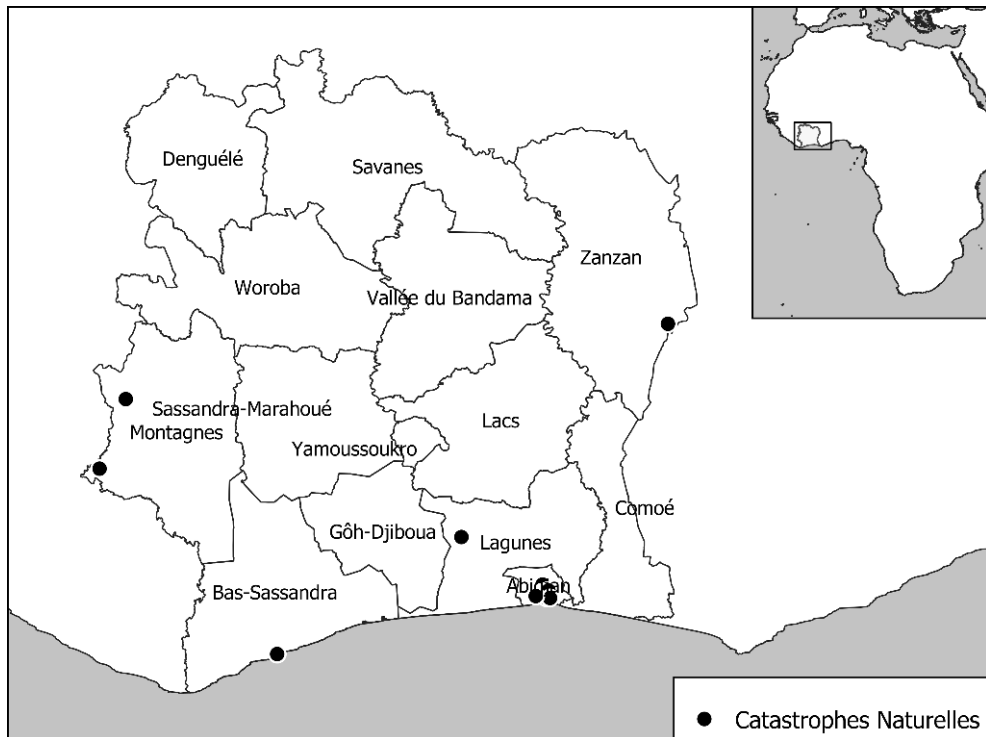 Denguélé
Savanes
Zanzan
Woroba
Vallée du Bandama
Sassandra-Marahoué
Montagnes
Lacs
Yamoussoukro
Comoé
Gôh-Djiboua
Lagunes
Abidjan
Bas-Sassandra
Catastrophes Naturelles